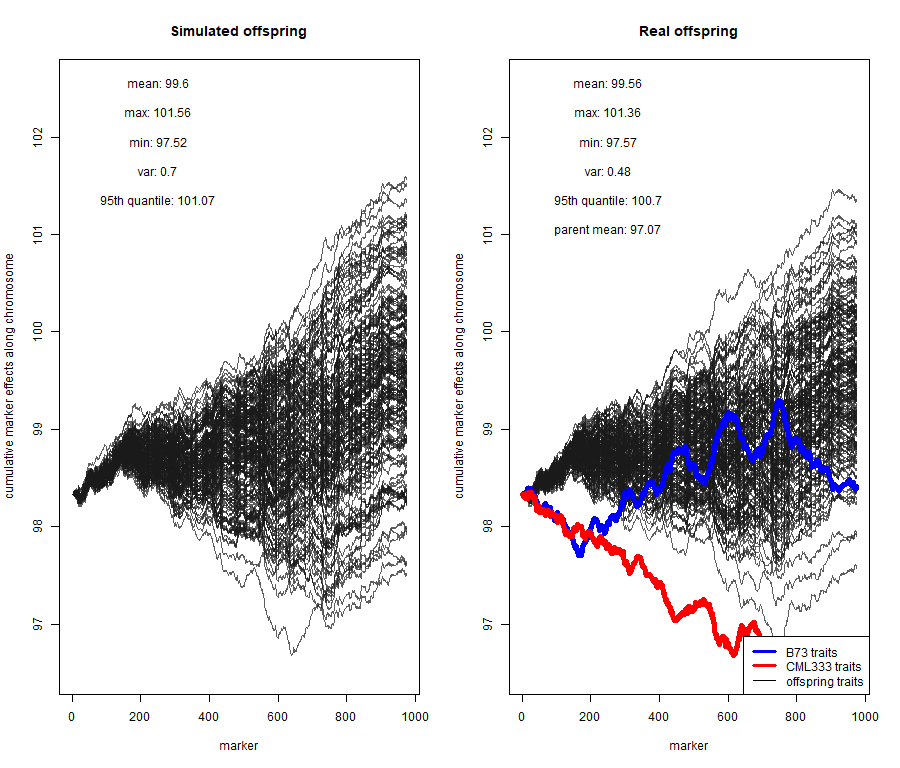 Simulated offspring
mean: 99.6
max: 101.56
min: 97.52
var: 0.7
95th quantile: 101.07
cumulative marker effects along chromosome
102
101
100
99
98
97
0 200 400 600 800 1000
marker
Real offspring
mean: 99.56
max: 101.36
min: 97.57
var: 0.48
95th quantile: 100.7
parent mean: 97.07
cumulative marker effects along chromosome
102
101
100
99
98
97
B73 traits
CML333 traits
offspring traits
0 200 400 600 800 1000
marker